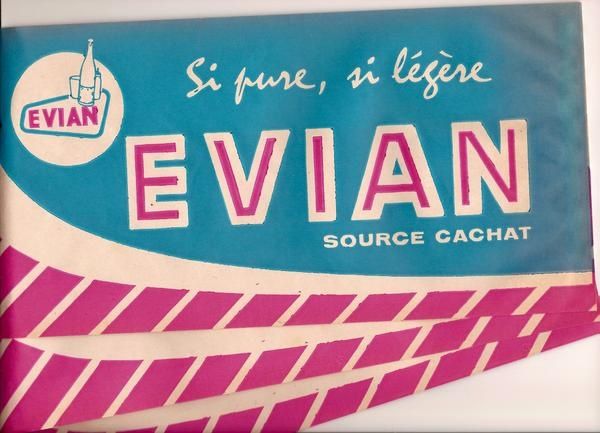 EVIAN
Si pure, si légère
EVIAN
SOURCE CACHAT